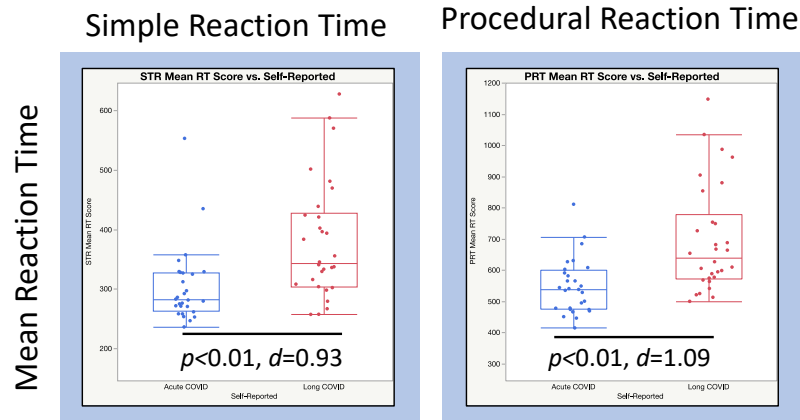 Simple Reaction Time
Procedural Reaction Time
Mean Reaction Time
STR Mean RT Score vs. Self-Reported
STR Mean RT Score
600
500
400
300
200
p<0.01, d=0.93
Acute COVID
Long COVID
Self-Reported
PRT Mean RT Score vs. Self-Reported
PRT Mean RT Score
1200
1100
1000
900
800
700
600
500
400
300
p<0.01, d=1.09
Acute COVID
Long COVID
Self-Reported